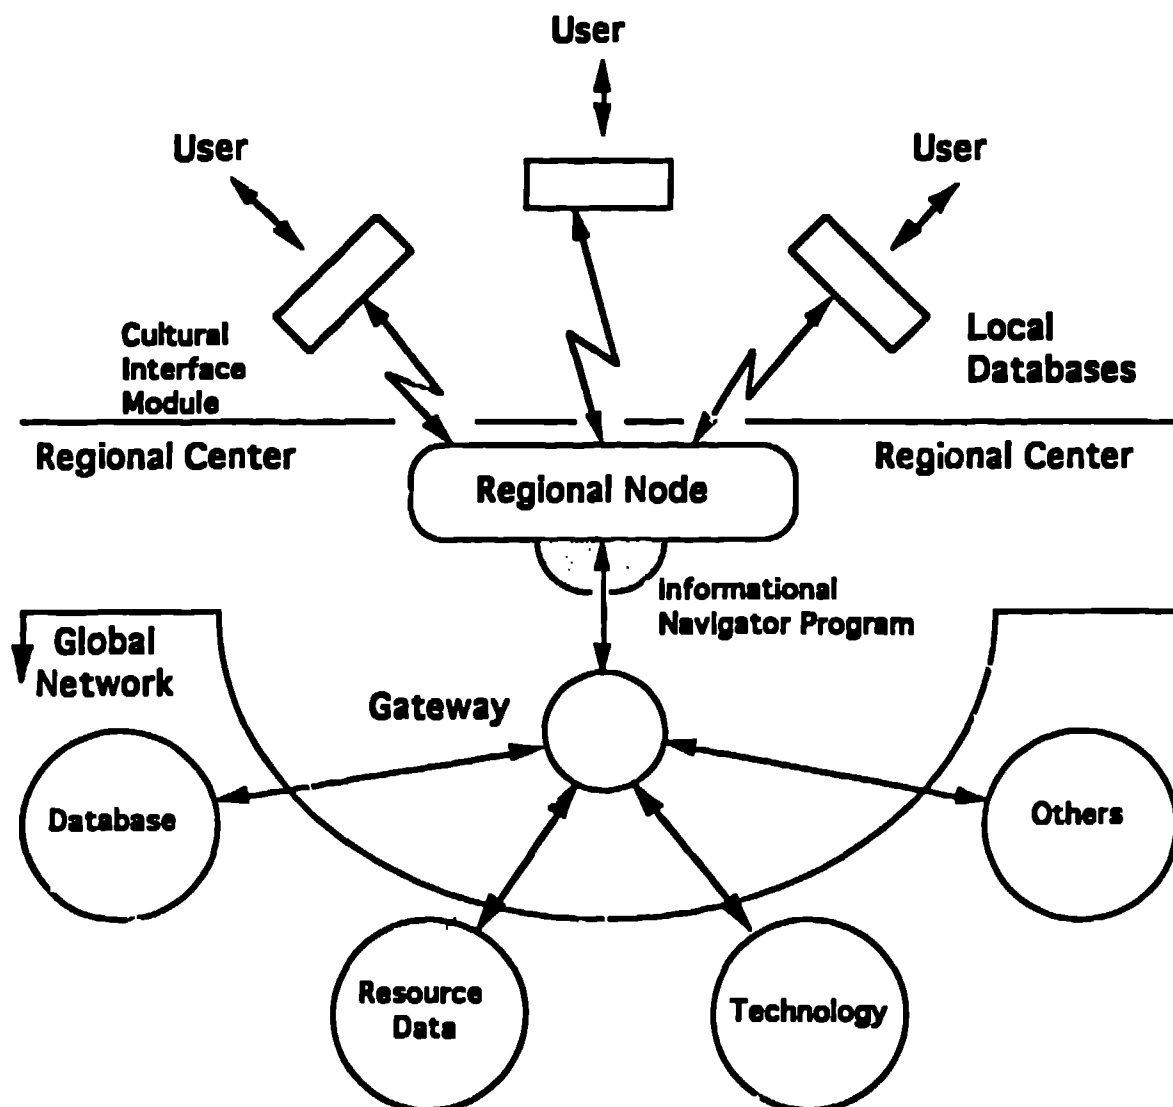 User
User
User
Cultural
Interface
Module
Local
Databases
Regional Center
Regional Center
Regional Node
Informational
Navigator Program
Global
Network
Gateway
Database
Others
Resource
Data
Technology